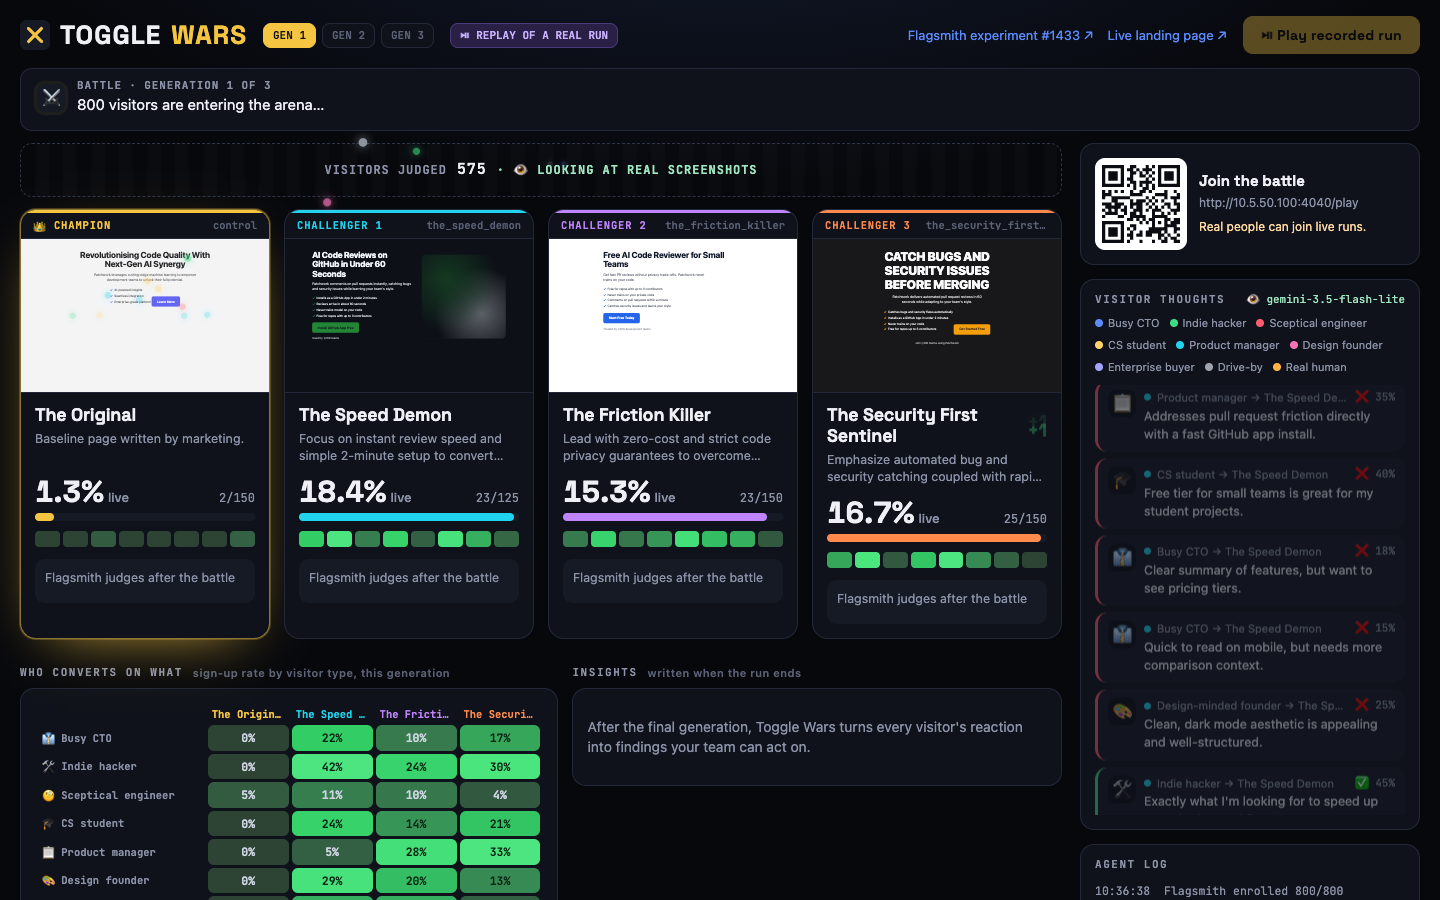 TOGGLE WARS
GEN 1 GEN 2 GEN 3
REPLAY OF A REAL RUN
Flagsmith experiment #1433 ↗ Live landing page ↗
Play recorded run
BATTLE · GENERATION 1 OF 3
800 visitors are entering the arena…
VISITORS JUDGED 575 · LOOKING AT REAL SCREENSHOTS
CHAMPION control
Revolutionising Code Quality With
Next-Gen AI Synergy
Learn More
The Original
Baseline page written by marketing.
1.3% live 2/150
Flagsmith judges after the battle
CHALLENGER 1 the_speed_demon
AI Code Reviews on
GitHub in Under 60
Seconds
The Speed Demon
Focus on instant review speed and
simple 2-minute setup to convert…
18.4% live 23/125
Flagsmith judges after the battle
CHALLENGER 2 the_friction_killer
Free AI Code Reviewer for Small
Teams
Start Free Today
The Friction Killer
Lead with zero-cost and strict code
privacy guarantees to overcome…
15.3% live 23/150
Flagsmith judges after the battle
CHALLENGER 3 the_security_first…
CATCH BUGS AND
SECURITY ISSUES
BEFORE MERGING
Get Started Free
The Security First
Sentinel
+1
Emphasize automated bug and
security catching coupled with rapi…
16.7% live 25/150
Flagsmith judges after the battle
WHO CONVERTS ON WHAT sign-up rate by visitor type, this generation
The Origin… The Speed … The Fricti… The Securi…
Busy CTO 0% 22% 10% 17%
Indie hacker 0% 42% 24% 30%
Sceptical engineer 5% 11% 10% 4%
CS student 0% 24% 14% 21%
Product manager 0% 5% 28% 33%
Design founder 0% 29% 20% 13%
INSIGHTS written when the run ends
After the final generation, Toggle Wars turns every visitor's reaction
into findings your team can act on.
Join the battle
http://10.5.50.100:4040/play
Real people can join live runs.
VISITOR THOUGHTS gemini-3.5-flash-lite
Busy CTO Indie hacker Sceptical engineer
CS student Product manager Design founder
Enterprise buyer Drive-by Real human
Product manager → The Speed De… 35%
Addresses pull request friction directly
with a fast GitHub app install.
CS student → The Speed Demon 40%
Free tier for small teams is great for my
student projects.
Busy CTO → The Speed Demon 18%
Clear summary of features, but want to
see pricing tiers.
Busy CTO → The Speed Demon 15%
Quick to read on mobile, but needs more
comparison context.
Design-minded founder → The Sp… 25%
Clean, dark mode aesthetic is appealing
and well-structured.
Indie hacker → The Speed Demon 45%
Exactly what I'm looking for to speed up
AGENT LOG
10:36:38 Flagsmith enrolled 800/800